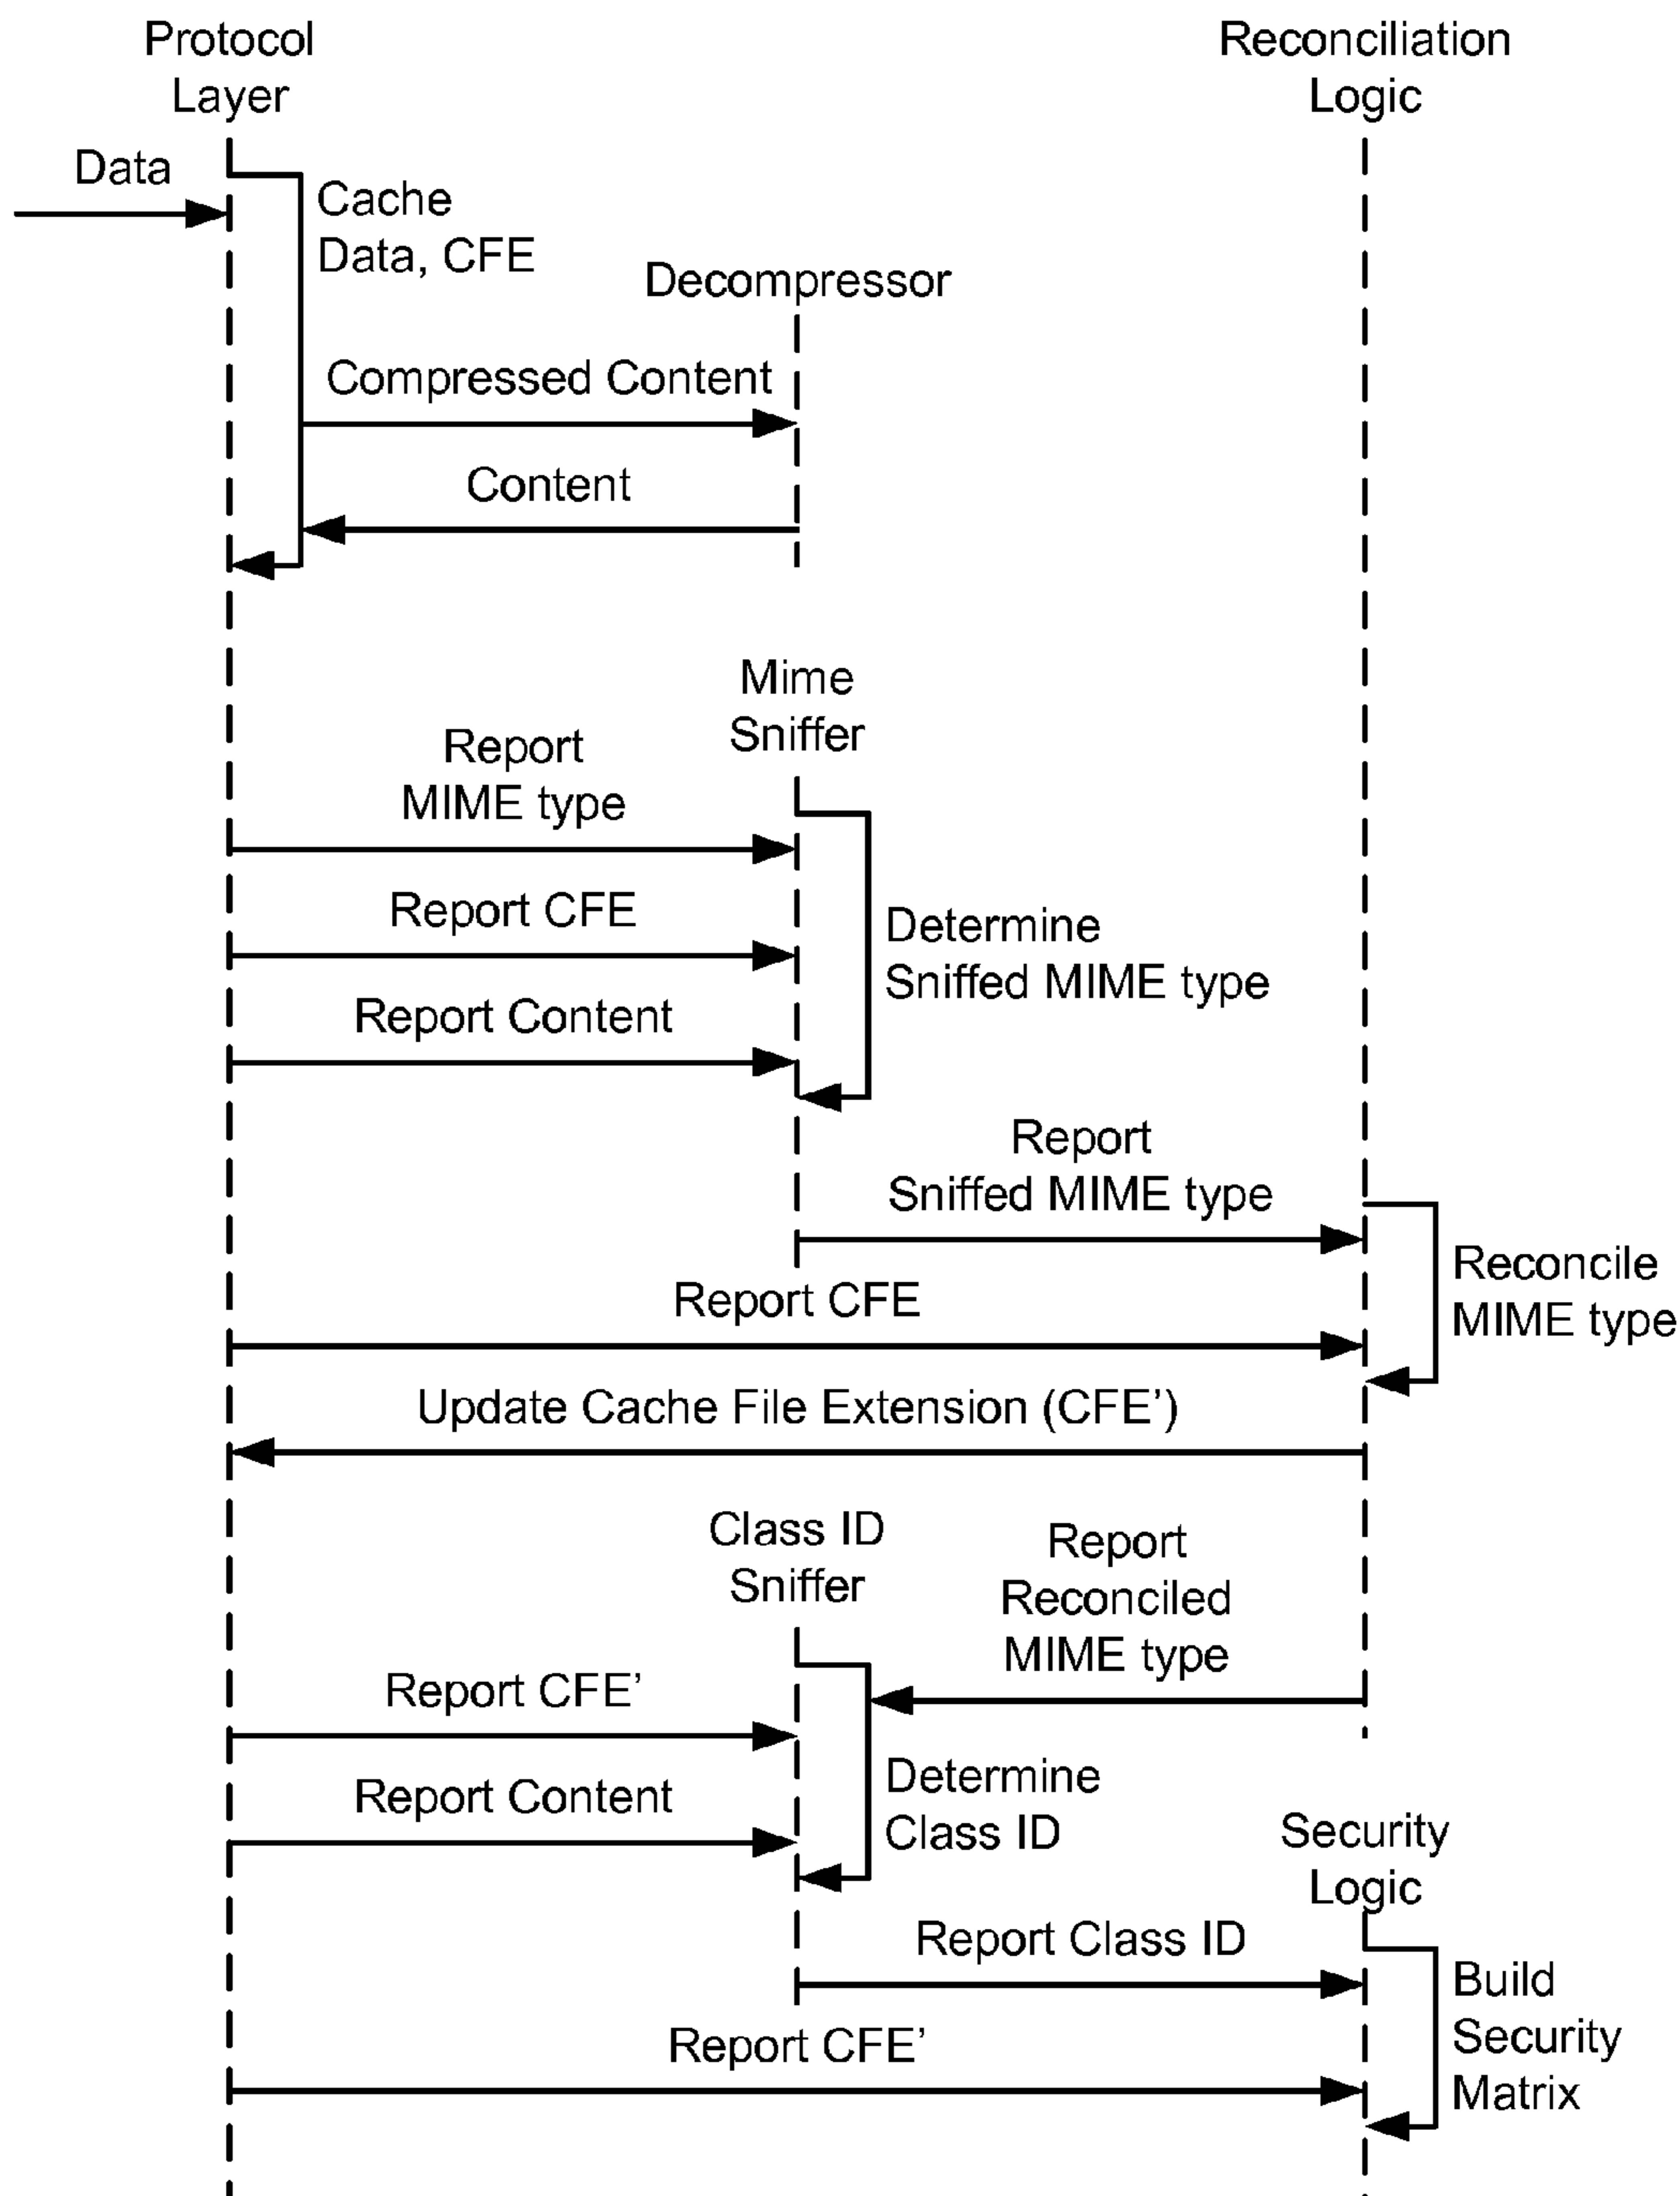 Protocol
Layer
Reconciliation
Logic
Data
Cache
Data, CFE
Decompressor
Compressed Content
Content
Mime
Sniffer
Report
MIME type
Report CFE
Determine
Sniffed MIME type
Report Content
Report
Sniffed MIME type
Reconcile
MIME type
Report CFE
Update Cache File Extension (CFE’)
Class ID
Sniffer
Report
Reconciled
MIME type
Report CFE’
Determine
Class ID
Report Content
Security
Logic
Report Class ID
Build
Security
Matrix
Report CFE’